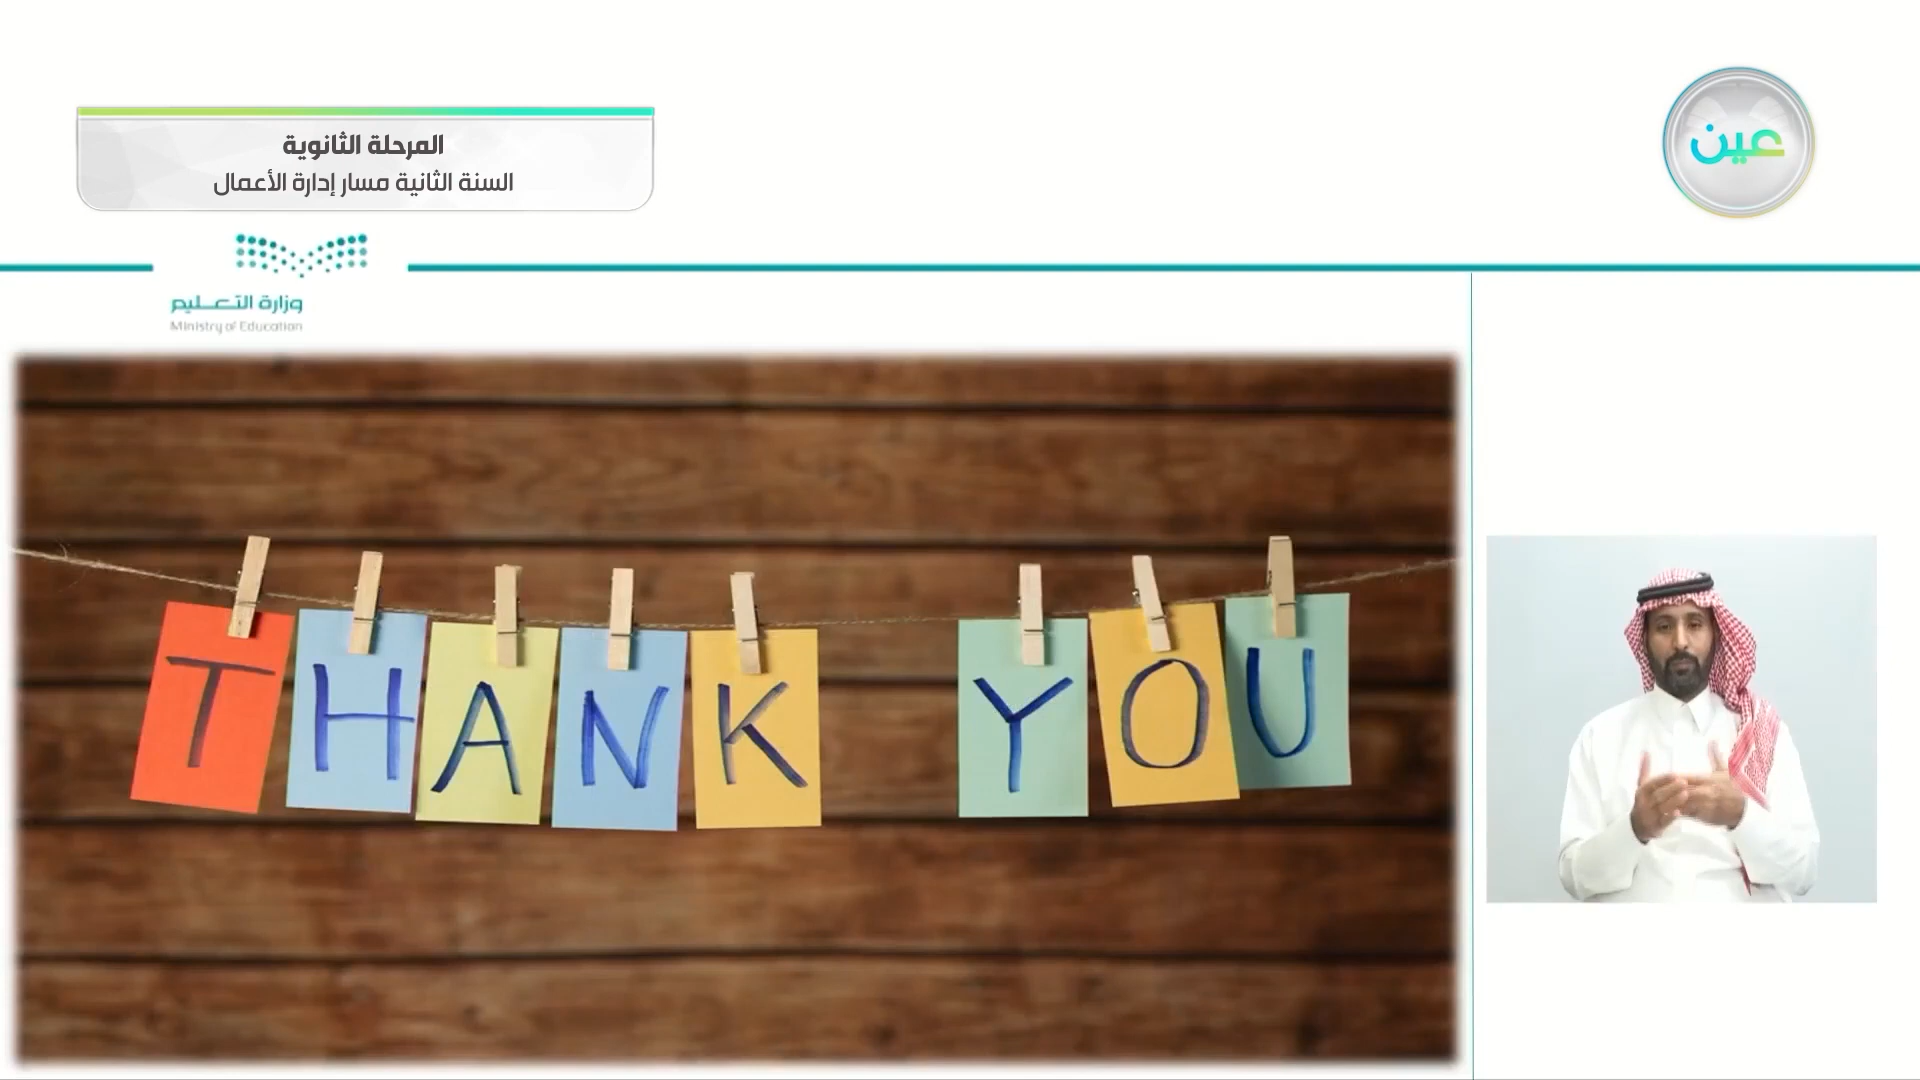 المرحلة الثانوية
السنة الثانية مسار إدارة الأعمال
عين
وزارة التعليم
Ministry of Education
THANK YOU